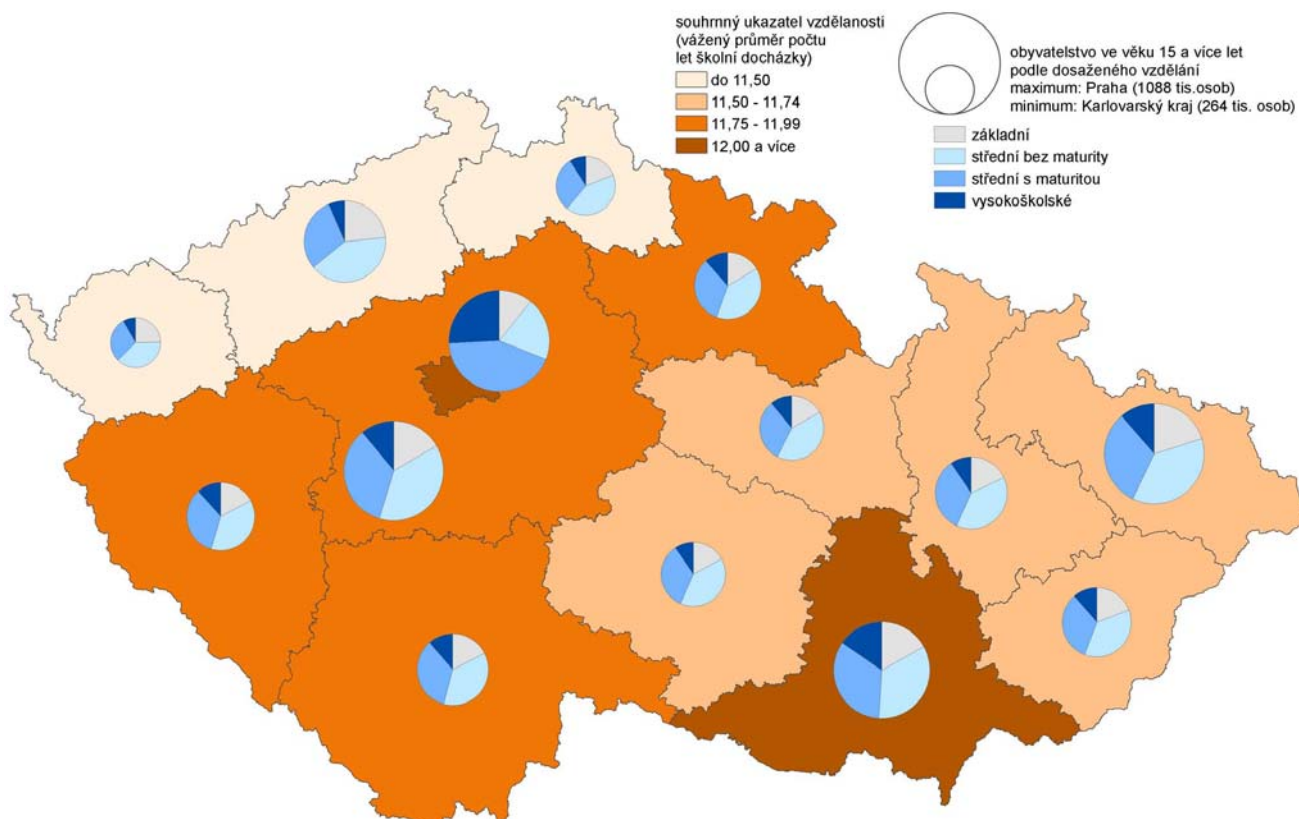 souhrnný ukazatel vzdělanosti
(vážený průměr počtu
let školní docházky)
do 11,50
11,50 - 11,74
11,75 - 11,99
12,00 a více
obyvatelstvo ve věku 15 a více let
podle dosaženého vzdělání
maximum: Praha (1088 tis.osob)
minimum: Karlovarský kraj (264 tis. osob)
základní
střední bez maturity
střední s maturitou
vysokoškolské